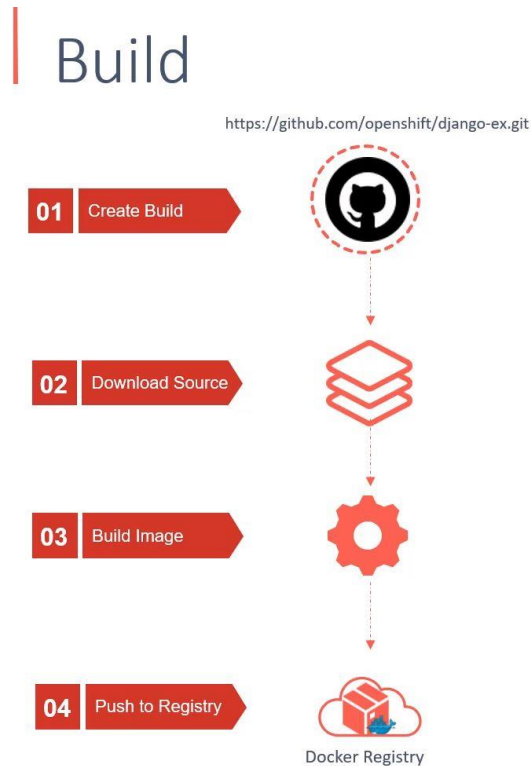 Build
https://github.com/openshift/django-ex.git
01 Create Build
02 Download Source
03 Build Image
04 Push to Registry
Docker Registry